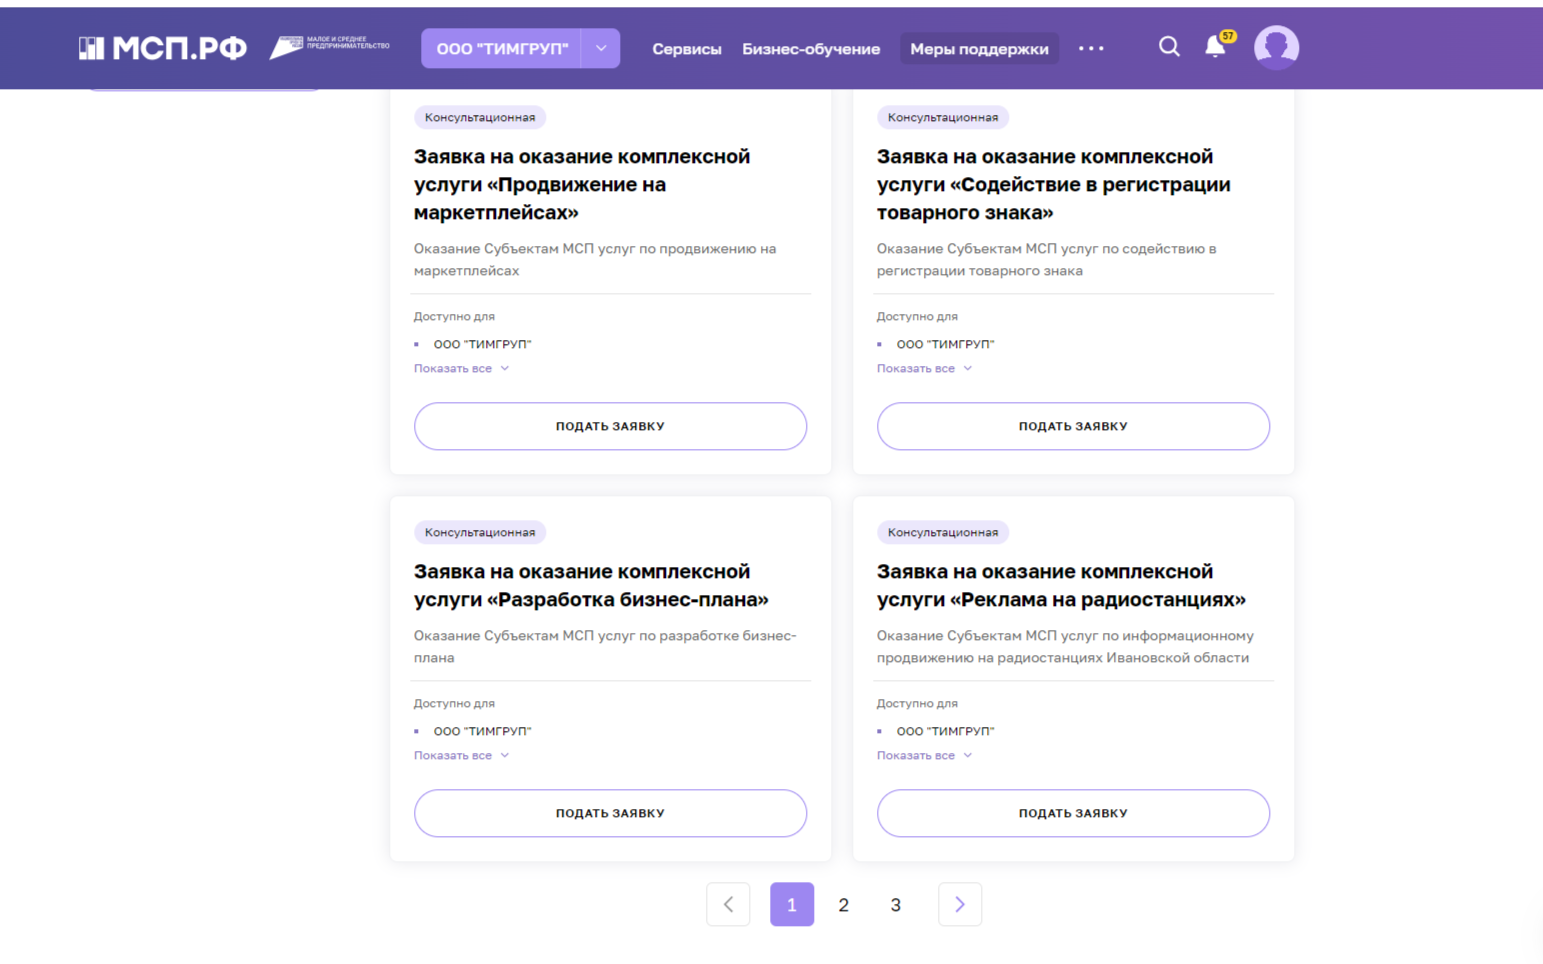 МСП.РФ
МАЛОЕ И СРЕДНЕЕ
ПРЕДПРИНИМАТЕЛЬСТВО
ООО "ТИМГРУП"
Сервисы
Бизнес-обучение
Меры поддержки
57
Консультационная
Заявка на оказание комплексной
услуги «Продвижение на
маркетплейсах»
Оказание Субъектам МСП услуг по продвижению на
маркетплейсах
Доступно для
ООО "ТИМГРУП"
Показать все
ПОДАТЬ ЗАЯВКУ
Консультационная
Заявка на оказание комплексной
услуги «Содействие в регистрации
товарного знака»
Оказание Субъектам МСП услуг по содействию в
регистрации товарного знака
Доступно для
ООО "ТИМГРУП"
Показать все
ПОДАТЬ ЗАЯВКУ
Консультационная
Заявка на оказание комплексной
услуги «Разработка бизнес-плана»
Оказание Субъектам МСП услуг по разработке бизнес-
плана
Доступно для
ООО "ТИМГРУП"
Показать все
ПОДАТЬ ЗАЯВКУ
Консультационная
Заявка на оказание комплексной
услуги «Реклама на радиостанциях»
Оказание Субъектам МСП услуг по информационному
продвижению на радиостанциях Ивановской области
Доступно для
ООО "ТИМГРУП"
Показать все
ПОДАТЬ ЗАЯВКУ
1 2 3